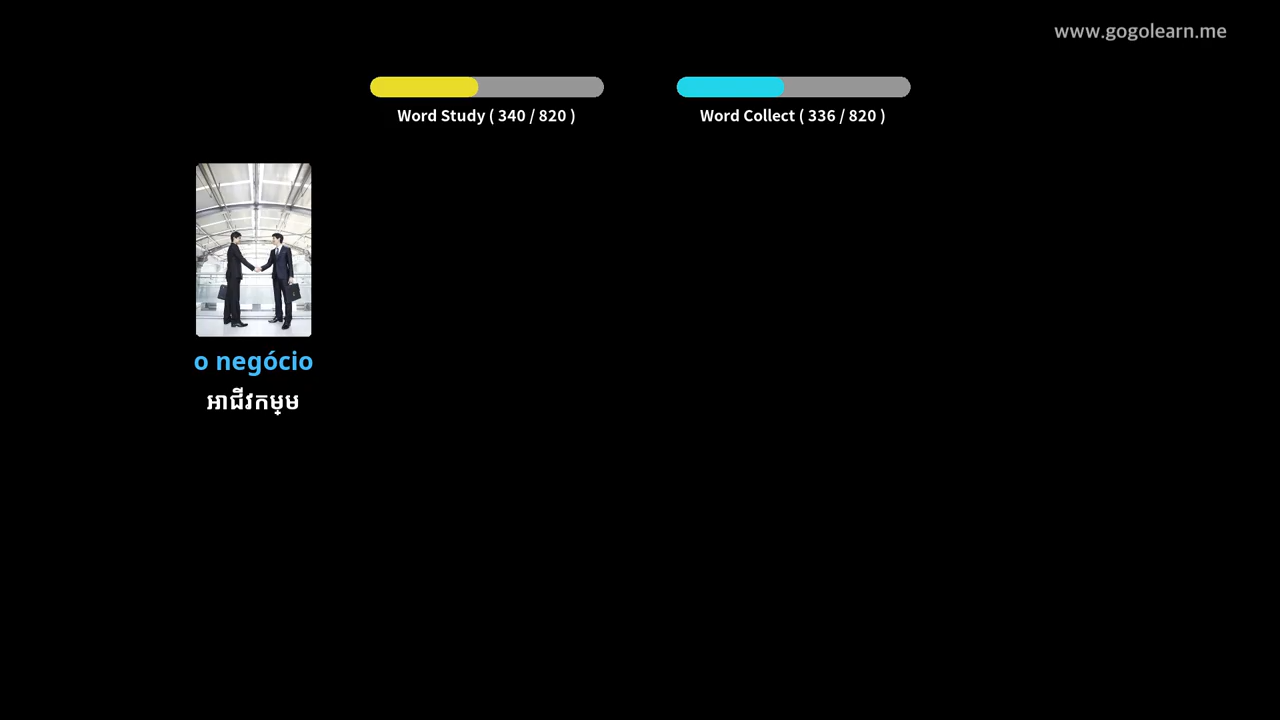 www.gogolearn.me
Word Study ( 340 / 820 )
Word Collect ( 336 / 820 )
o negócio
អាជីវកម្ម